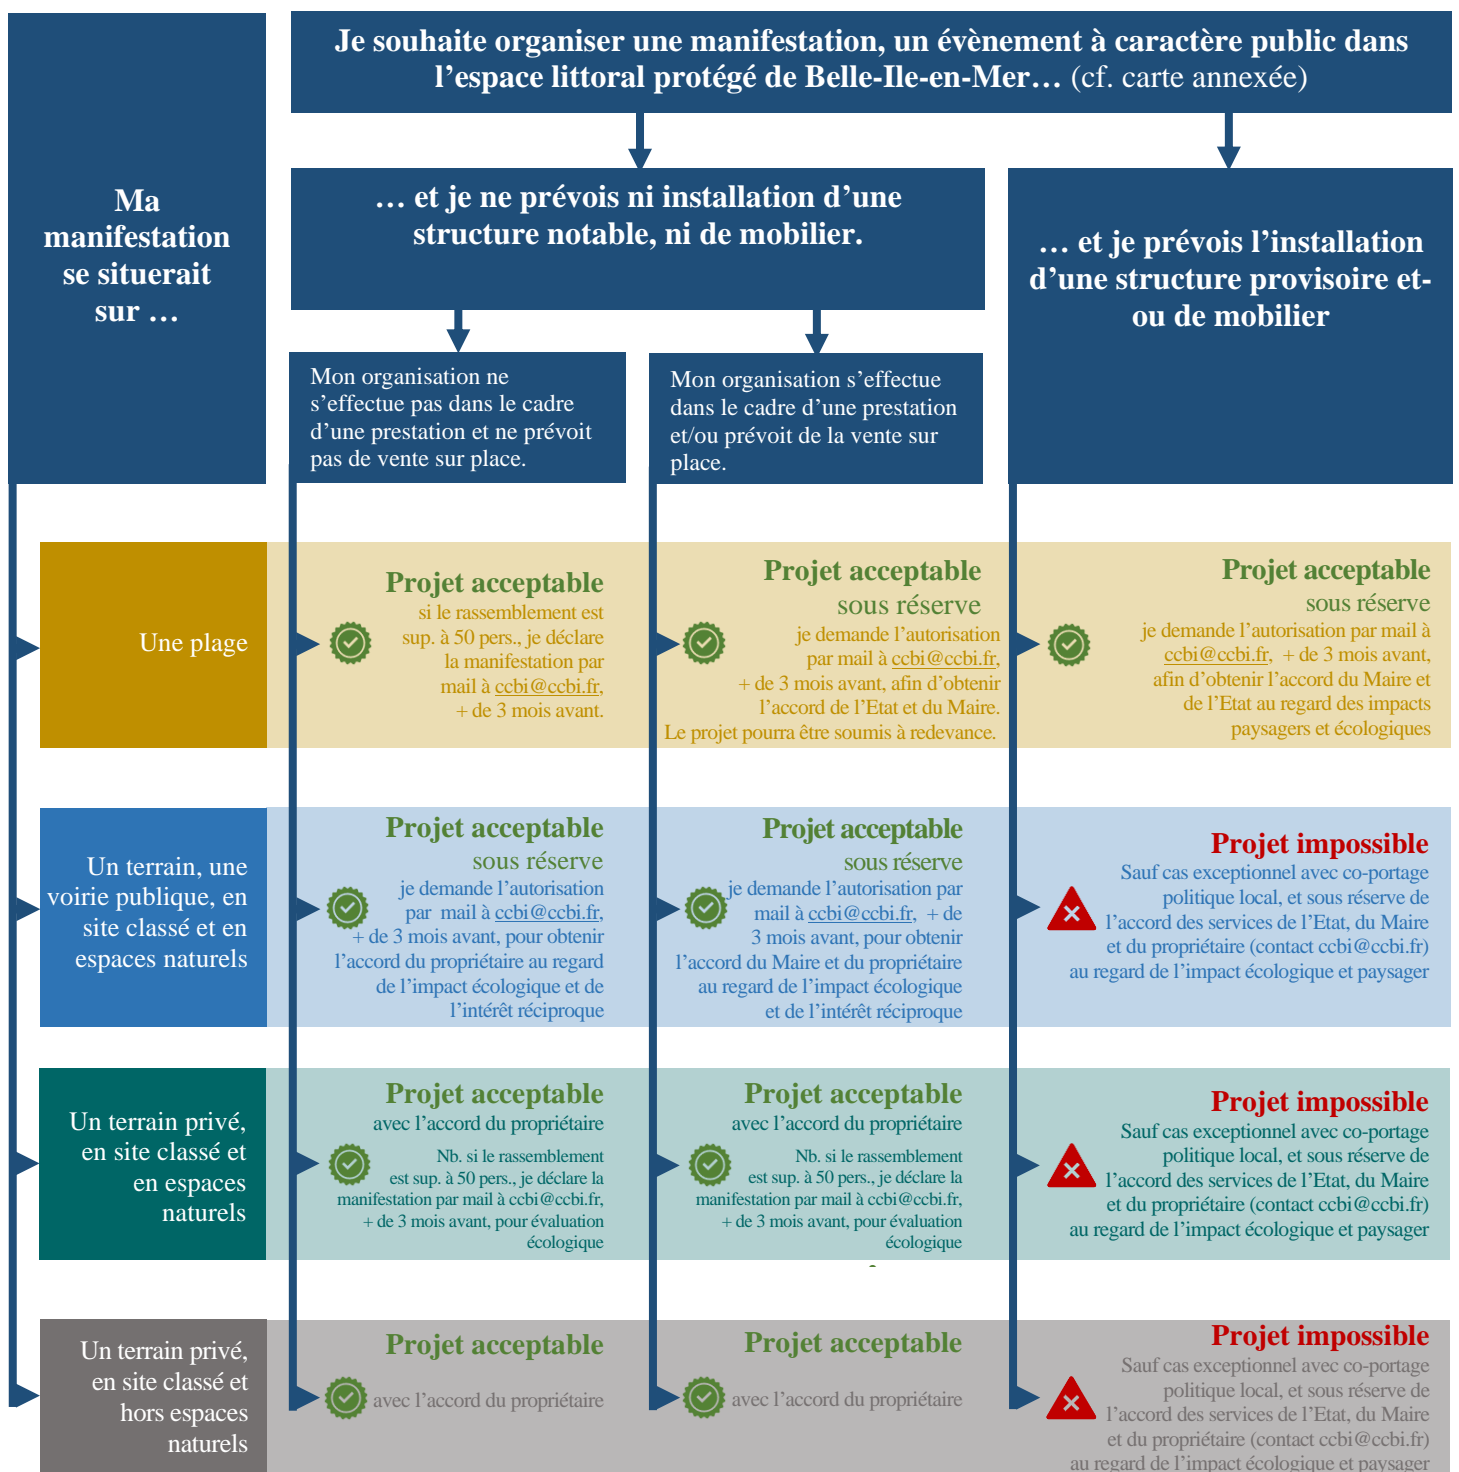 Ma
manifestation
se situerait
sur …
Je souhaite organiser une manifestation, un évènement à caractère public dans
l’espace littoral protégé de Belle-Ile-en-Mer… (cf. carte annexée)
… et je ne prévois ni installation d’une
structure notable, ni de mobilier.
… et je prévois l’installation
d’une structure provisoire et-
ou de mobilier
Mon organisation ne
s’effectue pas dans le cadre
d’une prestation et ne prévoit
pas de vente sur place.
Mon organisation s’effectue
dans le cadre d’une prestation
et/ou prévoit de la vente sur
place.
Une plage
Projet acceptable
si le rassemblement est
sup. à 50 pers., je déclare
la manifestation par
mail à ccbi@ccbi.fr,
+ de 3 mois avant.
Projet acceptable
sous réserve
je demande l’autorisation
par mail à ccbi@ccbi.fr,
+ de 3 mois avant, afin d’obtenir
l’accord de l’Etat et du Maire.
Le projet pourra être soumis à redevance.
Projet acceptable
sous réserve
je demande l’autorisation par mail à
ccbi@ccbi.fr, + de 3 mois avant,
afin d’obtenir l’accord du Maire et
de l’Etat au regard des impacts
paysagers et écologiques
Un terrain, une
voirie publique, en
site classé et en
espaces naturels
Projet acceptable
sous réserve
je demande l’autorisation
par mail à ccbi@ccbi.fr,
+ de 3 mois avant, pour obtenir
l’accord du propriétaire au regard
de l’impact écologique et de
l’intérêt réciproque
Projet acceptable
sous réserve
je demande l’autorisation par
mail à ccbi@ccbi.fr, + de
3 mois avant, pour obtenir
l’accord du Maire et du propriétaire
au regard de l’impact écologique
et de l’intérêt réciproque
Projet impossible
Sauf cas exceptionnel avec co-portage
politique local, et sous réserve de
l’accord des services de l’Etat, du Maire
et du propriétaire (contact ccbi@ccbi.fr)
au regard de l’impact écologique et paysager
Un terrain privé,
en site classé et
en espaces
naturels
Projet acceptable
avec l’accord du propriétaire
Nb. si le rassemblement
est sup. à 50 pers., je déclare la
manifestation par mail à ccbi@ccbi.fr,
+ de 3 mois avant, pour évaluation
écologique
Projet acceptable
avec l’accord du propriétaire
Nb. si le rassemblement
est sup. à 50 pers., je déclare la
manifestation par mail à ccbi@ccbi.fr,
+ de 3 mois avant, pour évaluation
écologique
Projet impossible
Sauf cas exceptionnel avec co-portage
politique local, et sous réserve de
l’accord des services de l’Etat, du Maire
et du propriétaire (contact ccbi@ccbi.fr)
au regard de l’impact écologique et paysager
Un terrain privé,
en site classé et
hors espaces
naturels
Projet acceptable
avec l’accord du propriétaire
Projet acceptable
avec l’accord du propriétaire
Projet impossible
Sauf cas exceptionnel avec co-portage
politique local, et sous réserve de
l’accord des services de l’Etat, du Maire
et du propriétaire (contact ccbi@ccbi.fr)
au regard de l’impact écologique et paysager